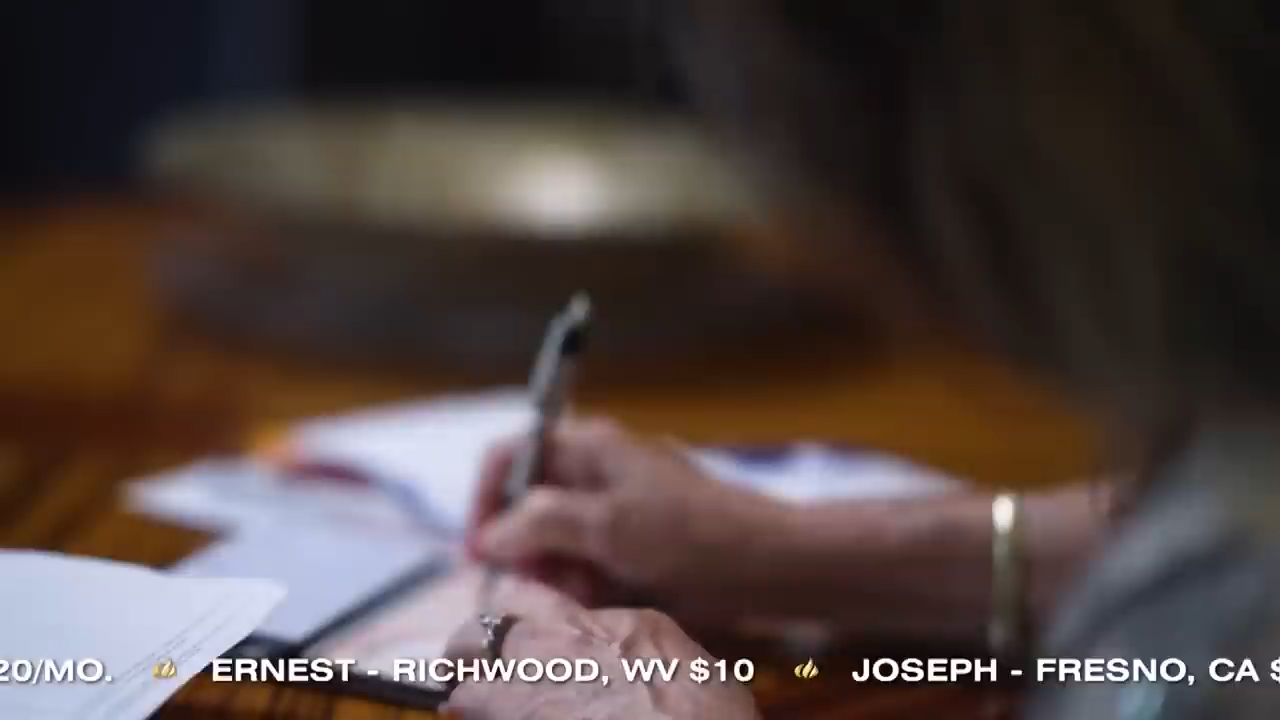 20/MO. ERNEST - RICHWOOD, WV $10 JOSEPH - FRESNO, CA $